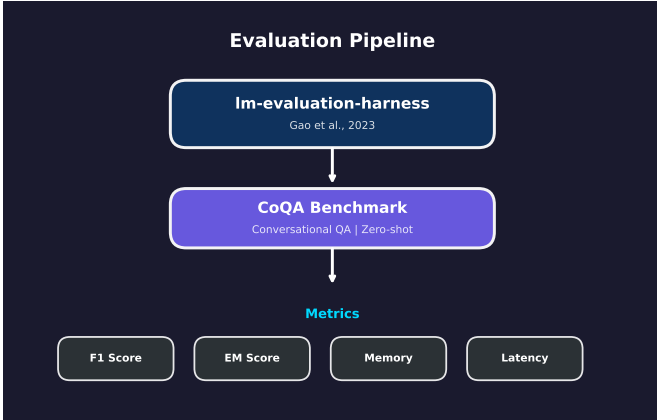 Evaluation Pipeline
lm-evaluation-harness
Gao et al., 2023
CoQA Benchmark
Conversational QA | Zero-shot
Metrics
F1 Score
EM Score
Memory
Latency